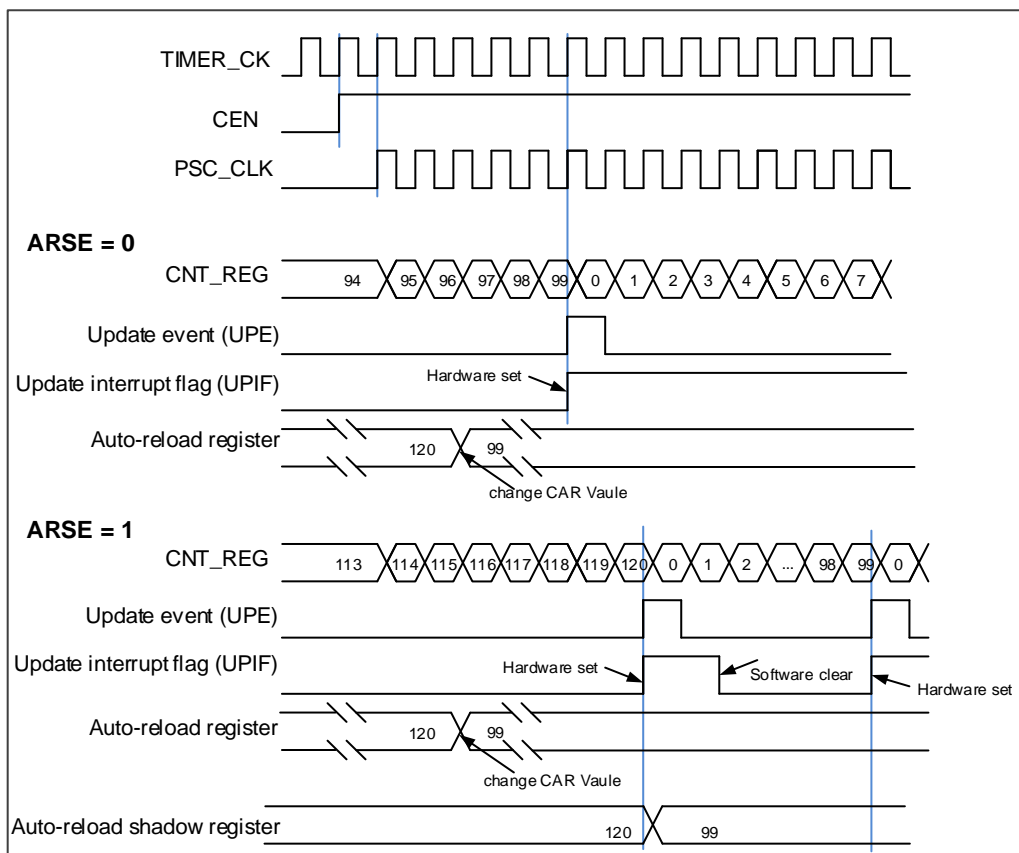 TIMER_CK
CEN
PSC_CLK
ARSE = 0
CNT_REG 94 95 96 97 98 99 0 1 2 3 4 5 6 7
Update event (UPE)
Update interrupt flag (UPIF) Hardware set
Auto-reload register 120 99
change CAR Vaule
ARSE = 1
CNT_REG 113 114 115 116 117 118 119 120 0 1 2 ... 98 99 0
Update event (UPE)
Update interrupt flag (UPIF) Hardware set Software clear Hardware set
Auto-reload register 120 99
change CAR Vaule
Auto-reload shadow register 120 99